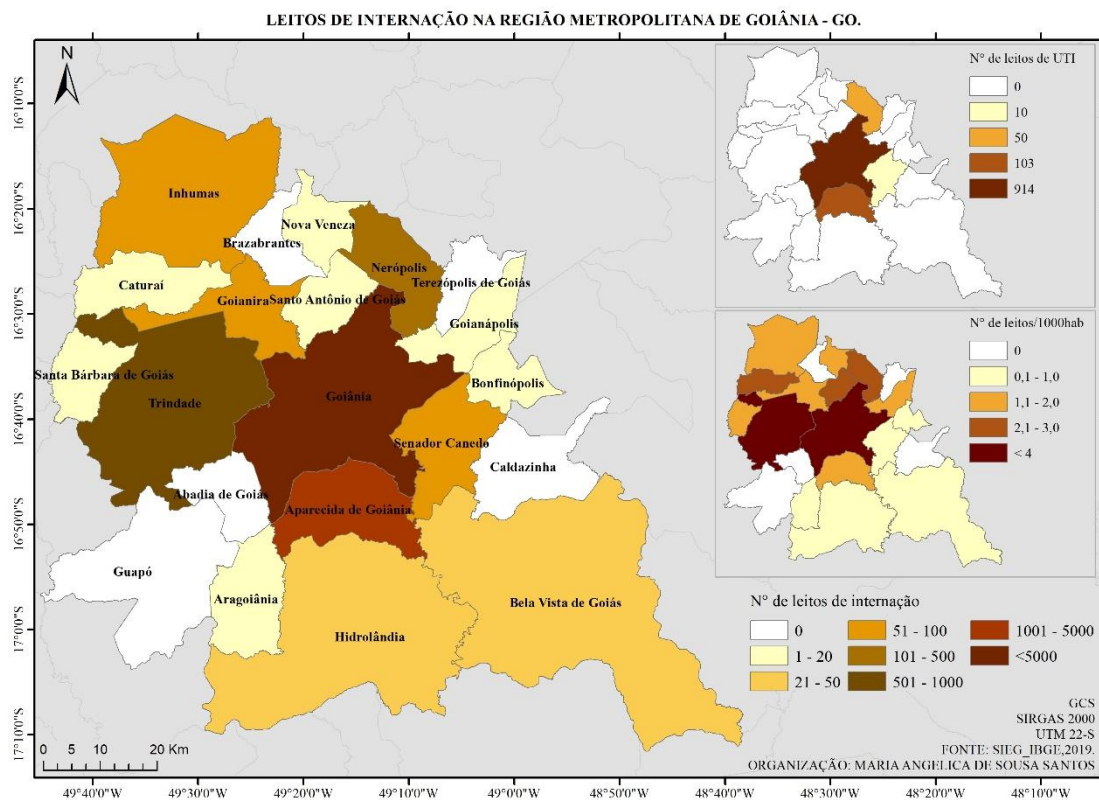 LEITOS DE INTERNAÇÃO NA REGIÃO METROPOLITANA DE GOIÂNIA - GO.
N
16°10'0"S
16°20'0"S
16°30'0"S
16°40'0"S
16°50'0"S
17°0'0"S
17°10'0"S
Inhumas
Nova Veneza
Brazabrantes
Nerópolis
Terezópolis de Goiás
Caturaí
Goianira
Santo Antônio de Goiás
Goianápolis
Santa Bárbara de Goiás
Bonfinópolis
Trindade
Goiânia
Senador Canedo
Caldazinha
Abadia de Goiás
Aparecida de Goiânia
Guapó
Aragoiânia
Bela Vista de Goiás
Hidrolândia
N° de leitos de UTI
0
10
50
103
914
N° de leitos/1000hab
0
0,1 - 1,0
1,1 - 2,0
2,1 - 3,0
< 4
N° de leitos de internação
0
1 - 20
21 - 50
51 - 100
101 - 500
501 - 1000
1001 - 5000
<5000
GCS
SIRGAS 2000
UTM 22-S
FONTE: SIEG_IBGE,2019.
ORGANIZAÇÃO: MARIA ANGELICA DE SOUSA SANTOS
0 5 10 20 Km
49°40'0"W 49°30'0"W 49°20'0"W 49°10'0"W 49°0'0"W 48°50'0"W 48°40'0"W 48°30'0"W 48°20'0"W 48°10'0"W